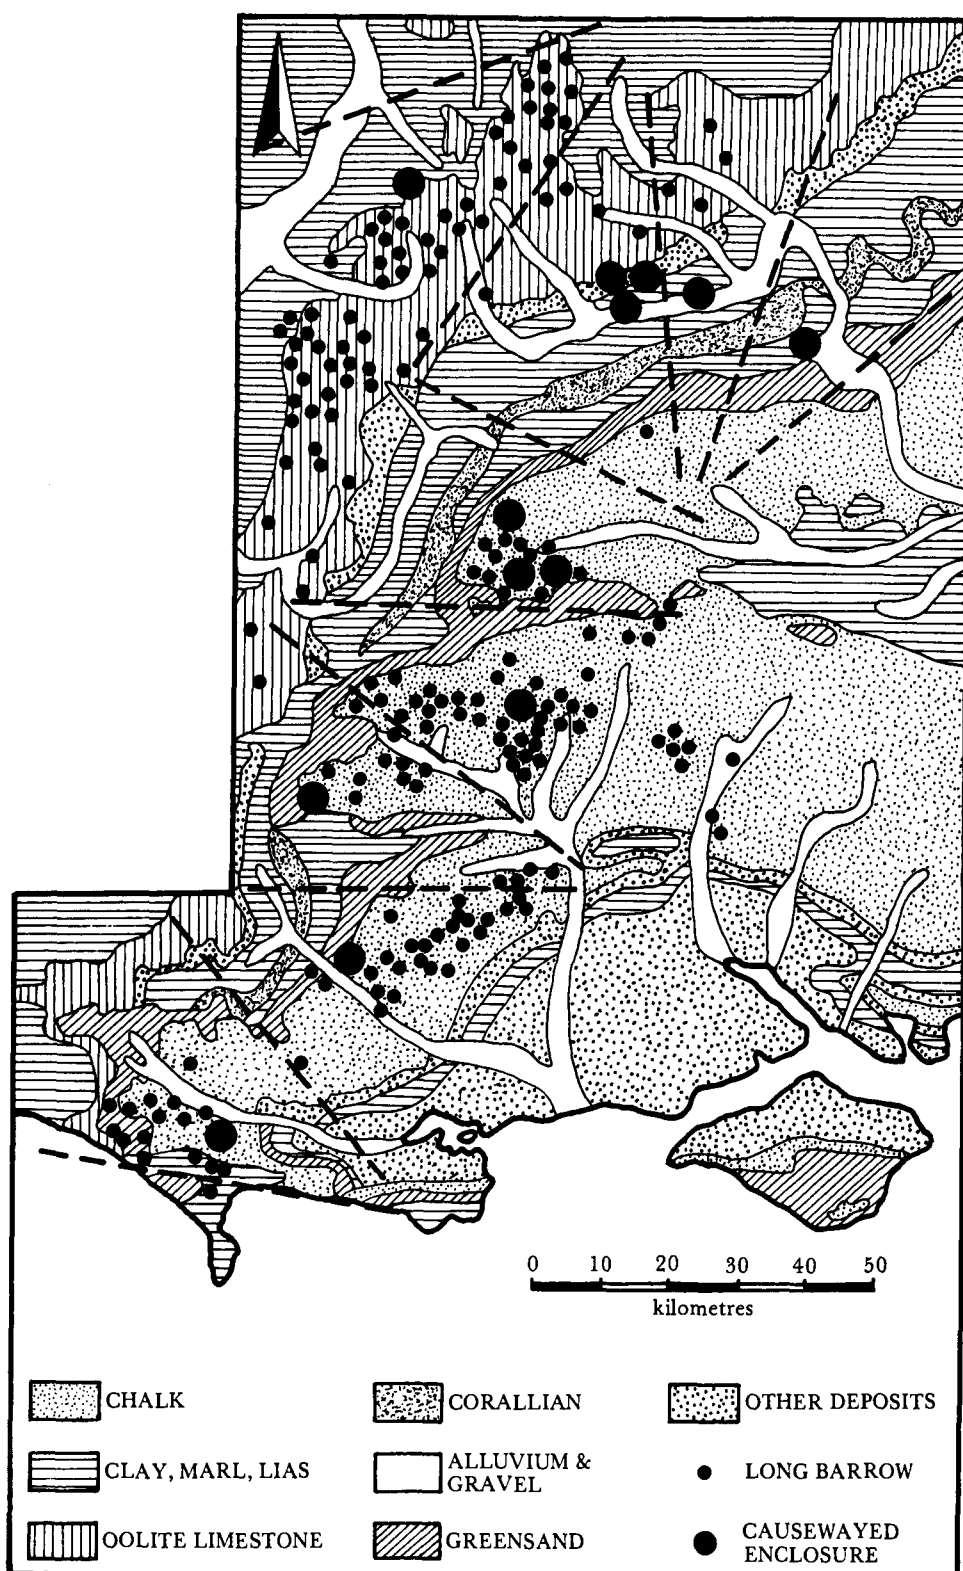 0 10 20 30 40 50
kilometres
CHALK
CORALLIAN
OTHER DEPOSITS
CLAY, MARL, LIAS
ALLUVIUM &
GRAVEL
LONG BARROW
OOLITE LIMESTONE
GREENSAND
CAUSEWAYED
ENCLOSURE